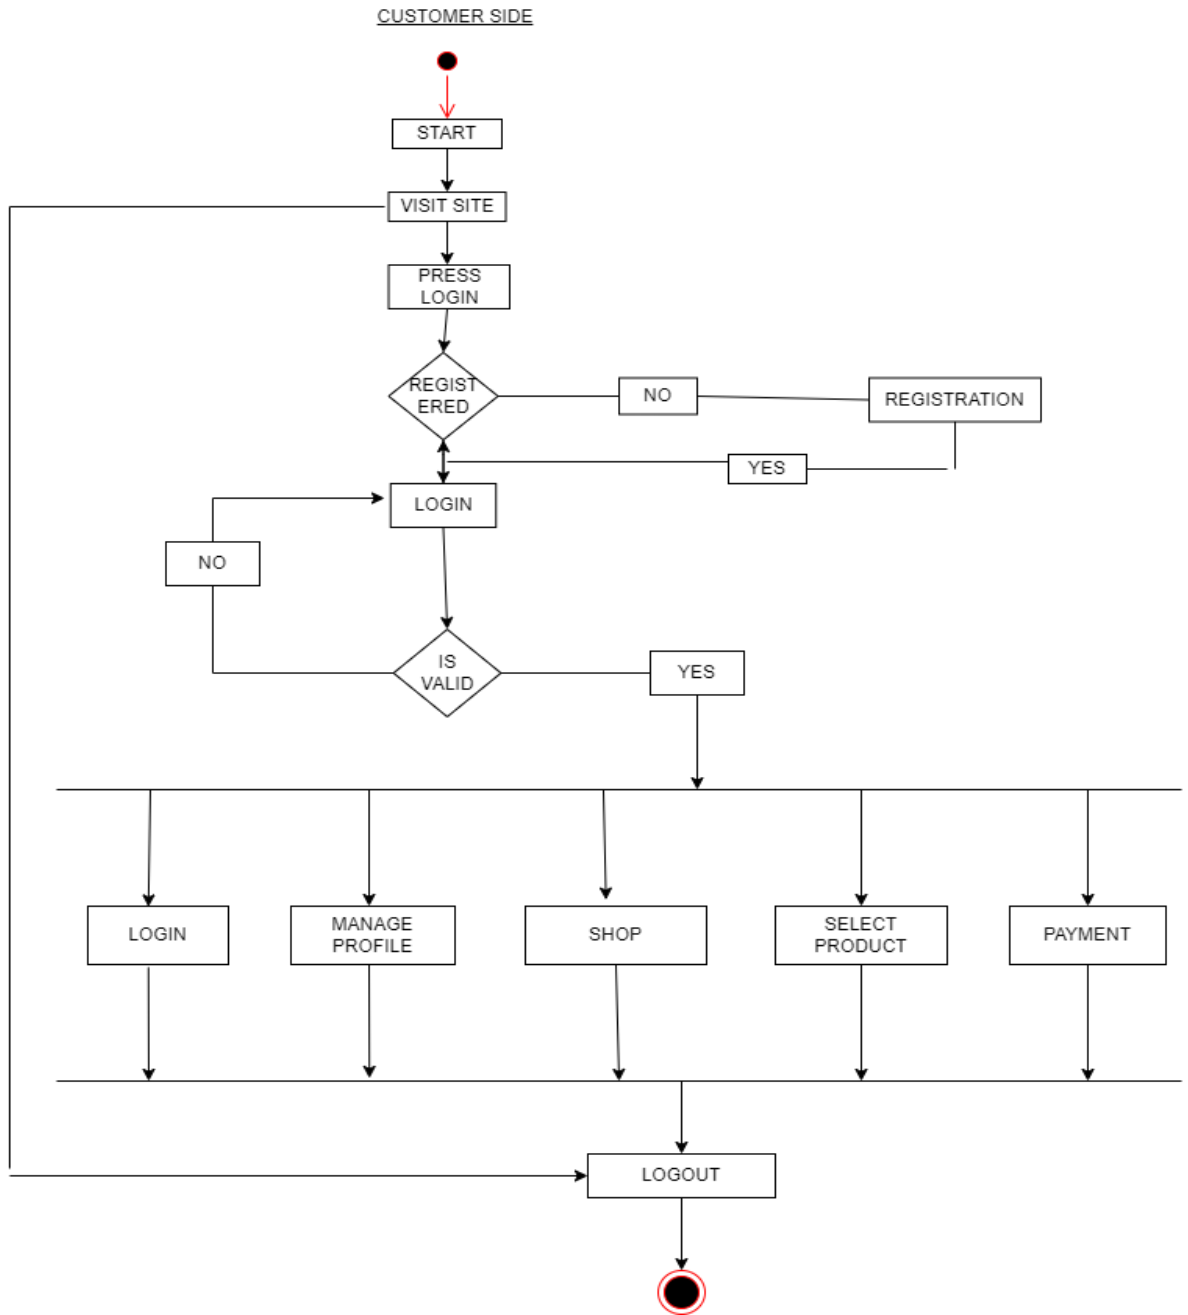 CUSTOMER SIDE
START
VISIT SITE
PRESS
LOGIN
REGIST
ERED
NO
REGISTRATION
YES
LOGIN
NO
IS
VALID
YES
LOGIN
MANAGE
PROFILE
SHOP
SELECT
PRODUCT
PAYMENT
LOGOUT